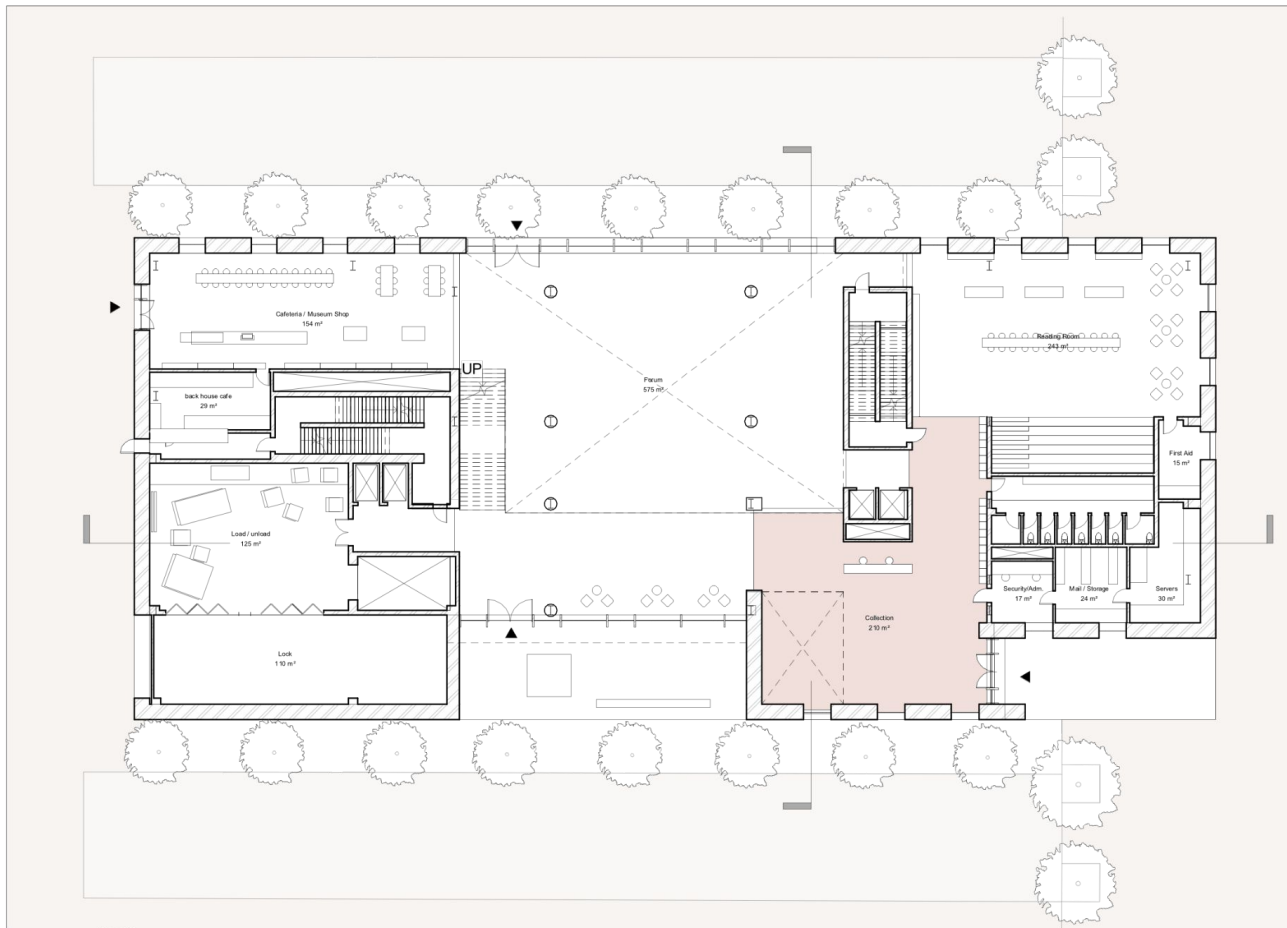 Cafeteria / Museum Shop
154 m²
UP
back house cafe
29 m²
Forum
575 m²
Reading Room
243 m²
First Aid
15 m²
Load / unload
125 m²
Security/Adm.
17 m²
Mail / Storage
24 m²
Servers
30 m²
Collection
210 m²
Lock
110 m²